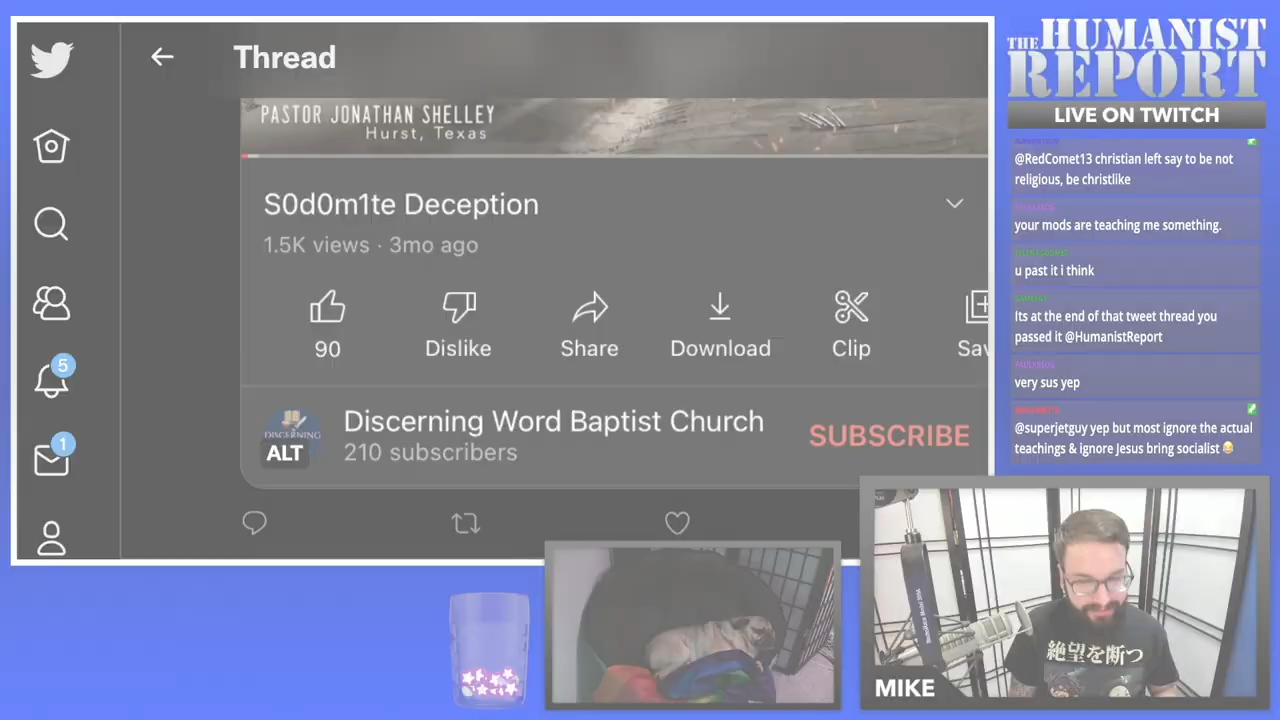 Thread
PASTOR JONATHAN SHELLEY
Hurst, Texas
S0d0m1te Deception
1.5K views · 3mo ago
90
Dislike
Share
Download
Clip
Discerning Word Baptist Church
210 subscribers
SUBSCRIBE
DISCERNING
ALT
5
1
THE HUMANIST
REPORT
LIVE ON TWITCH
@RedComet13 christian left say to be not
religious, be christlike
your mods are teaching me something.
u past it i think
Its at the end of that tweet thread you
passed it @HumanistReport
very sus yep
@superjetguy yep but most ignore the actual
teachings & ignore Jesus bring socialist 😂
絶望を断つ
MIKE